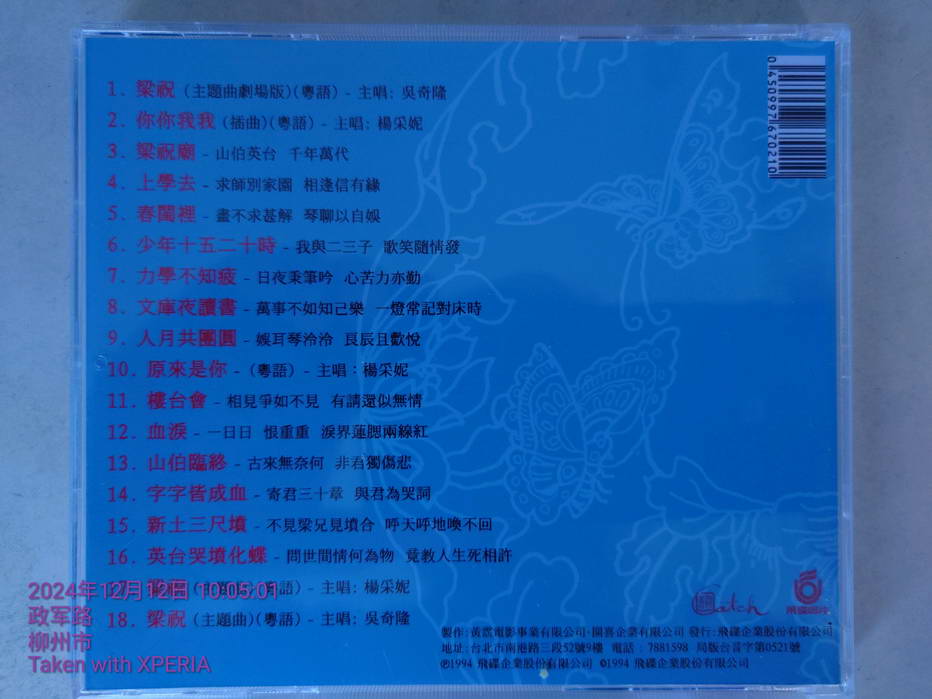 0450997670210
1. 梁祝 (主題曲劇場版)(粵語) - 主唱: 吳奇隆
2. 你你我我 (插曲)(粵語) - 主唱: 楊采妮
3. 梁祝廟 - 山伯英台 千年萬代
4. 上學去 - 求師別家園 相逢信有緣
5. 春閨裡 - 畫不求甚解 琴聊以自娛
6. 少年十五二十時 - 我與二三子 歌笑隨情發
7. 力學不知疲 - 日夜秉筆吟 心苦力亦勤
8. 文庫夜讀書 - 萬事不如知己樂 一燈常記對床時
9. 人月共團圓 - 娛耳琴泠泠 良辰且歡悅
10. 原來是你 - (粵語) - 主唱:楊采妮
11. 樓台會 - 相見爭如不見 有請還似無情
12. 血淚 - 一日日 恨重重 淚界蓮腮兩線紅
13. 山伯臨終 - 古來無奈何 非君獨傷悲
14. 字字皆成血 - 寄君三十章 與君為哭詞
15. 新土三尺墳 - 不見梁兄見墳合 呼天呼地喚不回
16. 英台哭墳化蝶 - 問世間情何為物 竟教人生死相許
語) - 主唱: 楊采妮
18. 梁祝 (主題曲)(粵語) - 主唱: 吳奇隆
2024年12月12日 10:05:01
政军路
柳州市
Taken with XPERIA
Catch
飛碟唱片
製作:黃霑電影事業有限公司·開喜企業有限公司 發行:飛碟企業股份有限公司
地址:台北市南港路三段52號9樓 電話:7881598 局版台音字第0521號
℗1994 飛碟企業股份有限公司 ©1994 飛碟企業股份有限公司